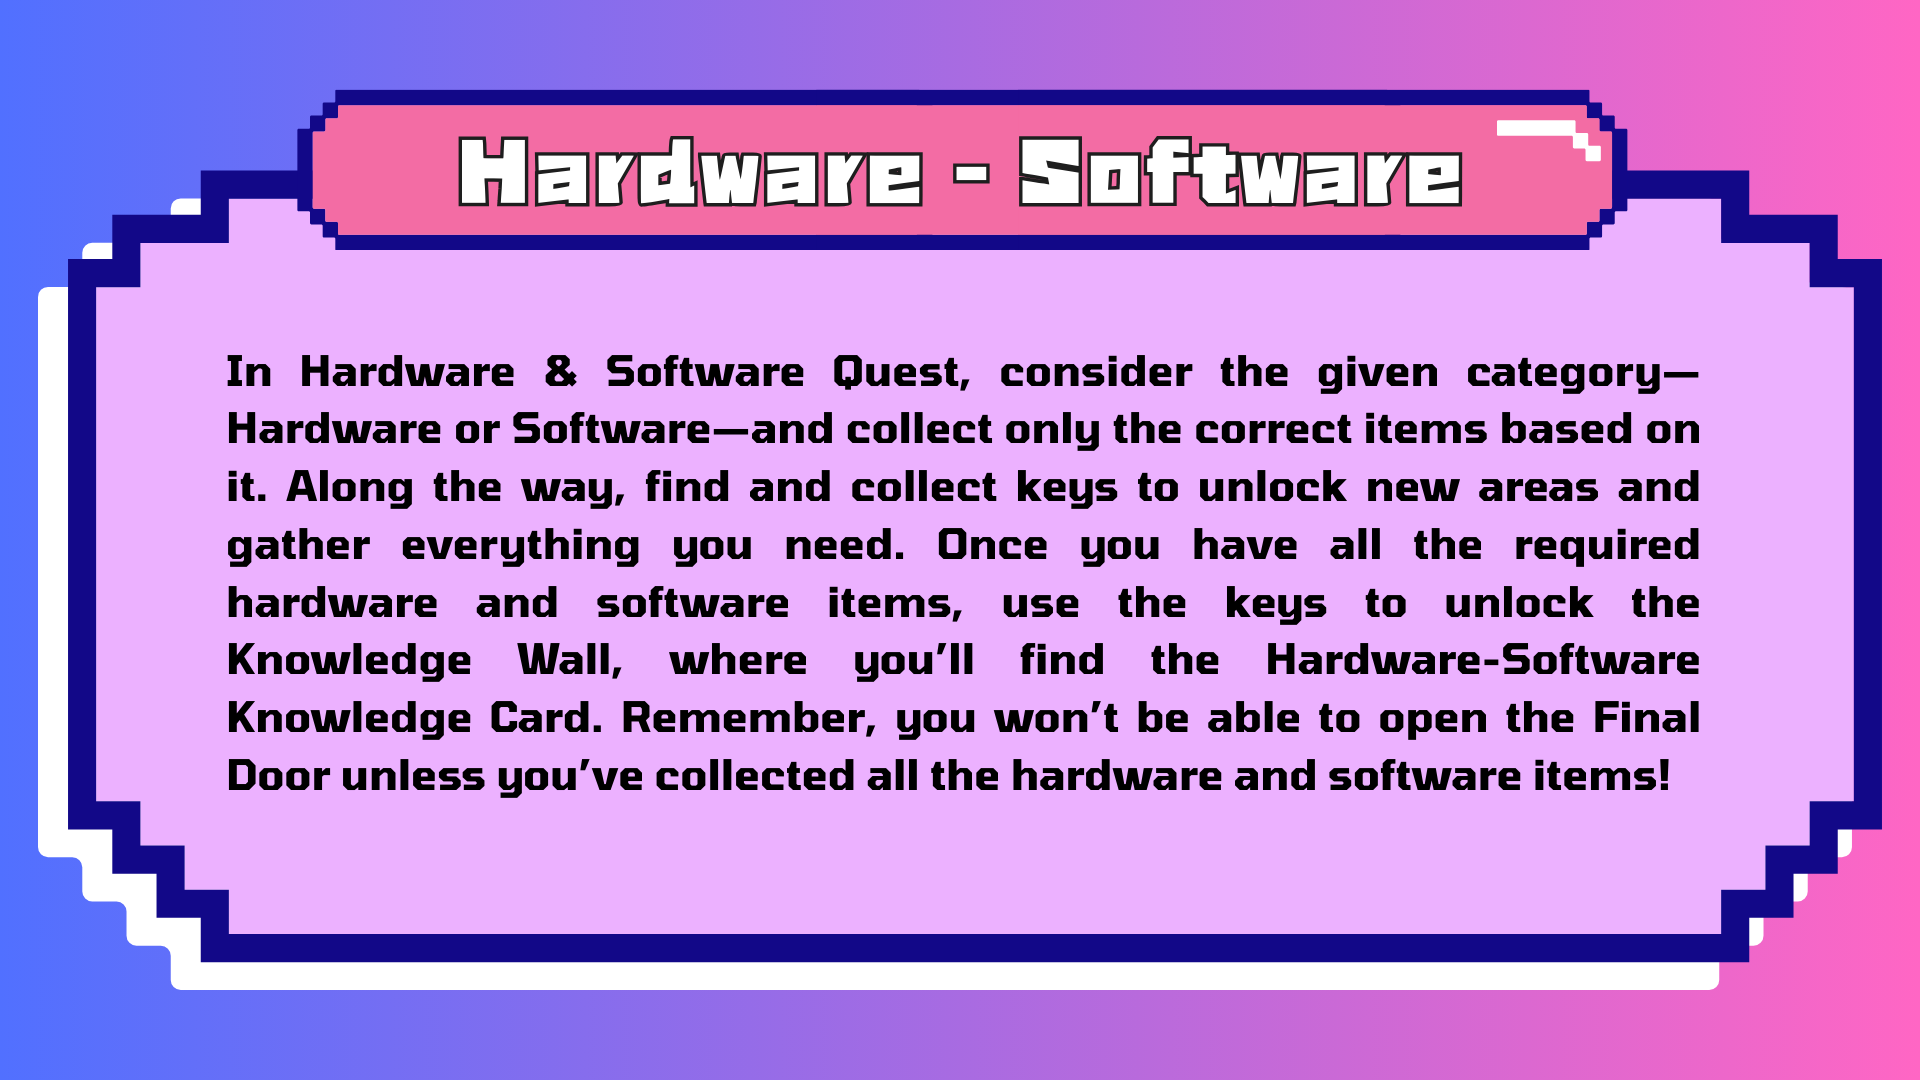 Hardware - Software
In Hardware & Software Quest, consider the given category—
Hardware or Software—and collect only the correct items based on
it. Along the way, find and collect keys to unlock new areas and
gather everything you need. Once you have all the required
hardware and software items, use the keys to unlock the
Knowledge Wall, where you’ll find the Hardware-Software
Knowledge Card. Remember, you won’t be able to open the Final
Door unless you’ve collected all the hardware and software items!